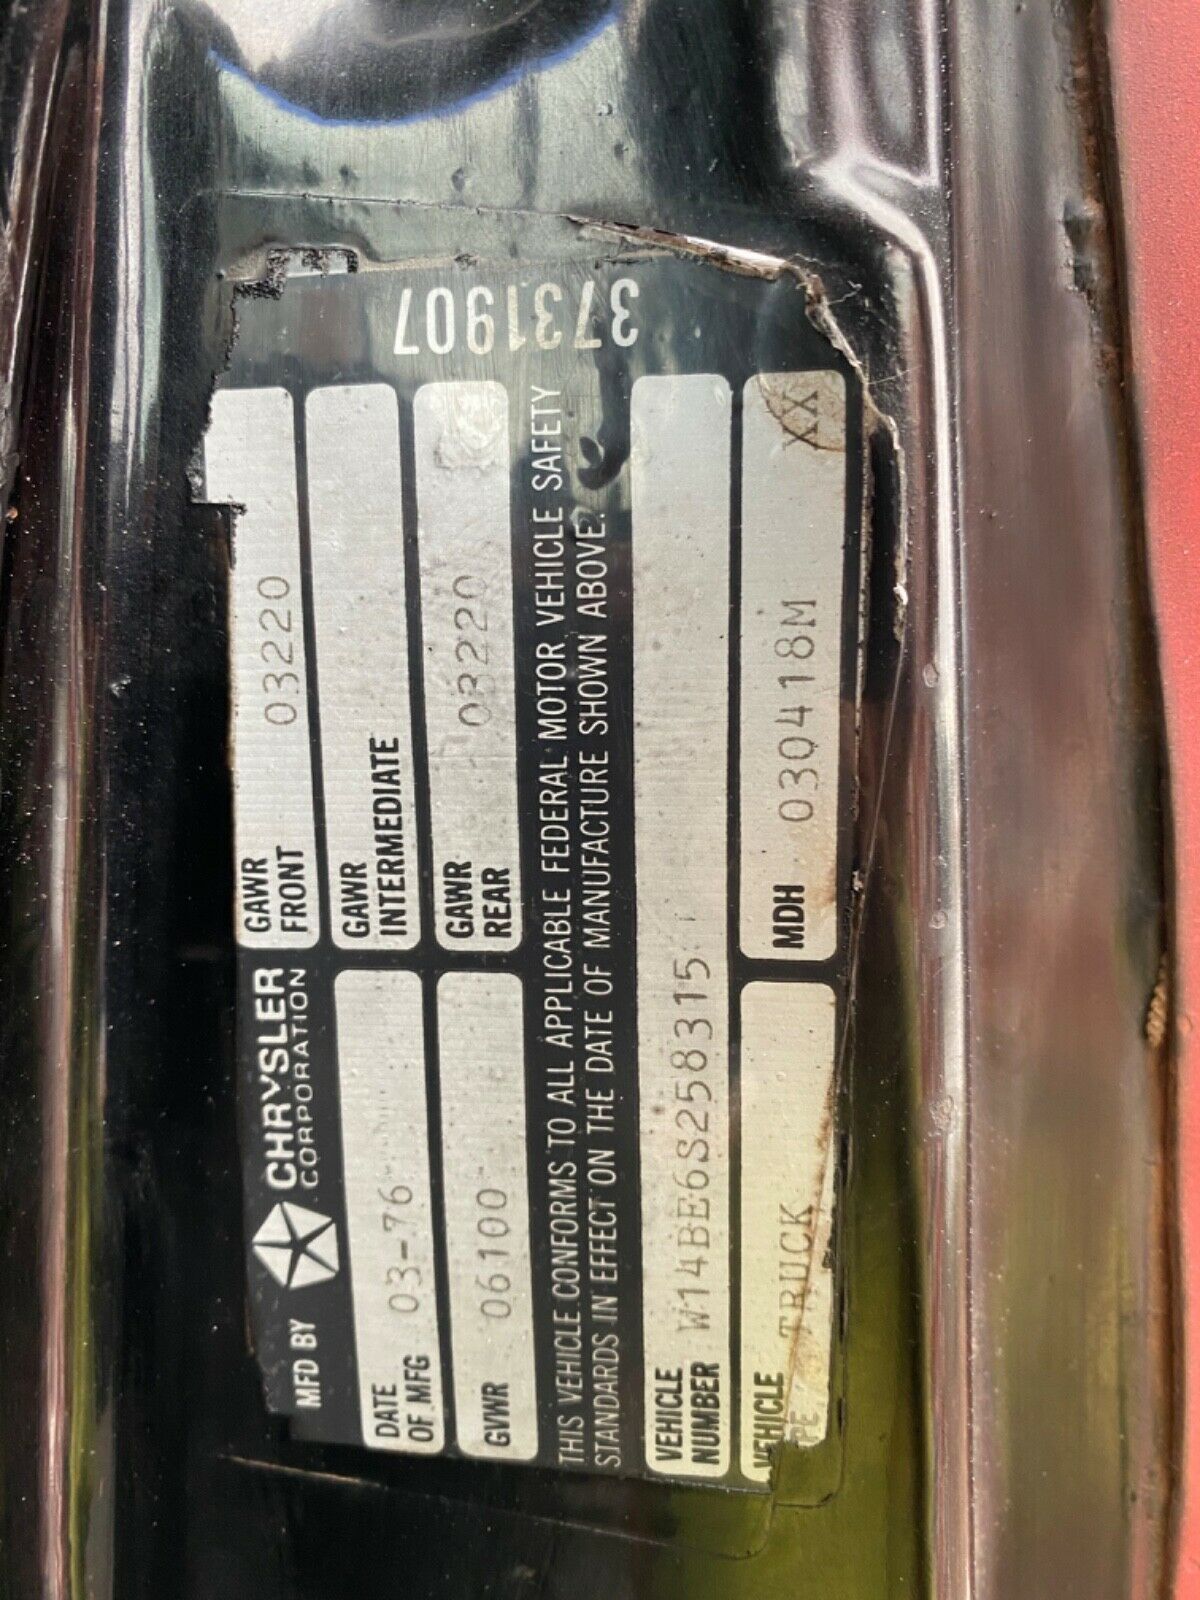 MFD BY CHRYSLER
CORPORATION
GAWR
FRONT 03220
DATE
OF MFG 03-76
GAWR
INTERMEDIATE
GVWR 06100
GAWR
REAR 03220
THIS VEHICLE CONFORMS TO ALL APPLICABLE FEDERAL MOTOR VEHICLE SAFETY
STANDARDS IN EFFECT ON THE DATE OF MANUFACTURE SHOWN ABOVE.
VEHICLE
NUMBER W14BE6S258315
VEHICLE
PE TRUCK
MDH 030418M XX
3731907